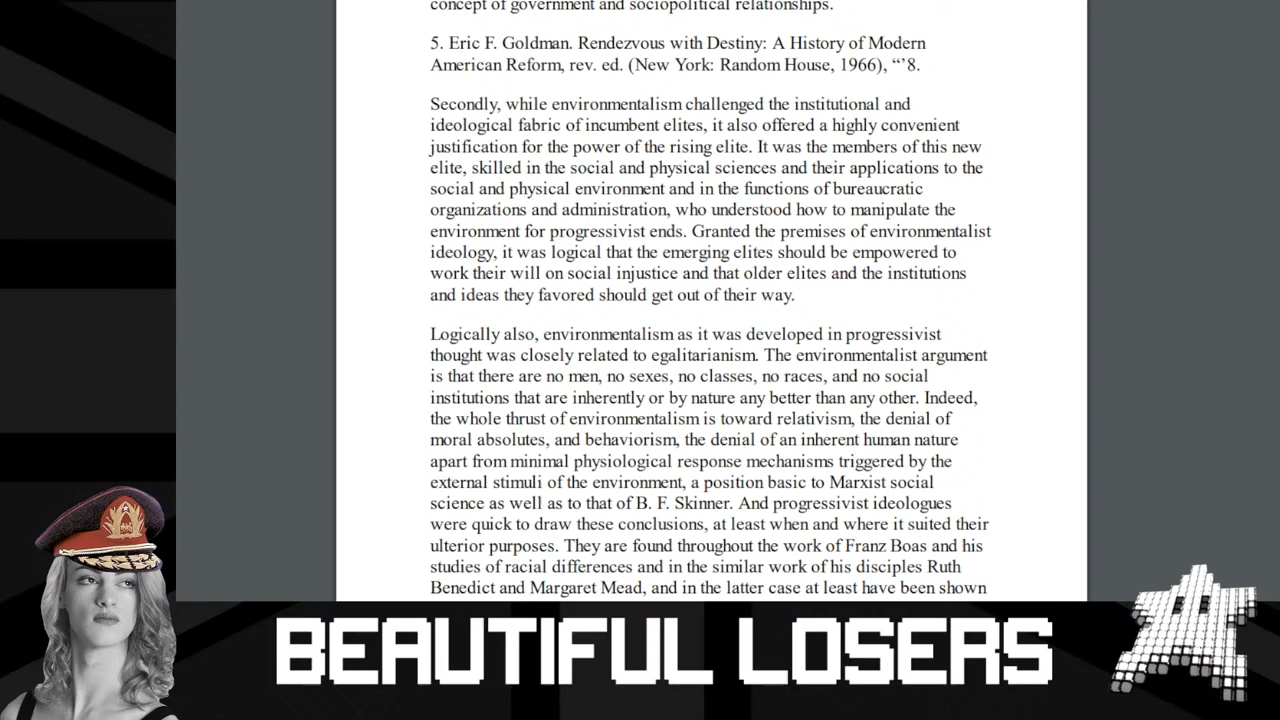 concept of government and sociopolitical relationships.
5. Eric F. Goldman. Rendezvous with Destiny: A History of Modern
American Reform, rev. ed. (New York: Random House, 1966), “’8.
Secondly, while environmentalism challenged the institutional and
ideological fabric of incumbent elites, it also offered a highly convenient
justification for the power of the rising elite. It was the members of this new
elite, skilled in the social and physical sciences and their applications to the
social and physical environment and in the functions of bureaucratic
organizations and administration, who understood how to manipulate the
environment for progressivist ends. Granted the premises of environmentalist
ideology, it was logical that the emerging elites should be empowered to
work their will on social injustice and that older elites and the institutions
and ideas they favored should get out of their way.
Logically also, environmentalism as it was developed in progressivist
thought was closely related to egalitarianism. The environmentalist argument
is that there are no men, no sexes, no classes, no races, and no social
institutions that are inherently or by nature any better than any other. Indeed,
the whole thrust of environmentalism is toward relativism, the denial of
moral absolutes, and behaviorism, the denial of an inherent human nature
apart from minimal physiological response mechanisms triggered by the
external stimuli of the environment, a position basic to Marxist social
science as well as to that of B. F. Skinner. And progressivist ideologues
were quick to draw these conclusions, at least when and where it suited their
ulterior purposes. They are found throughout the work of Franz Boas and his
studies of racial differences and in the similar work of his disciples Ruth
Benedict and Margaret Mead, and in the latter case at least have been shown
BEAUTIFUL LOSERS